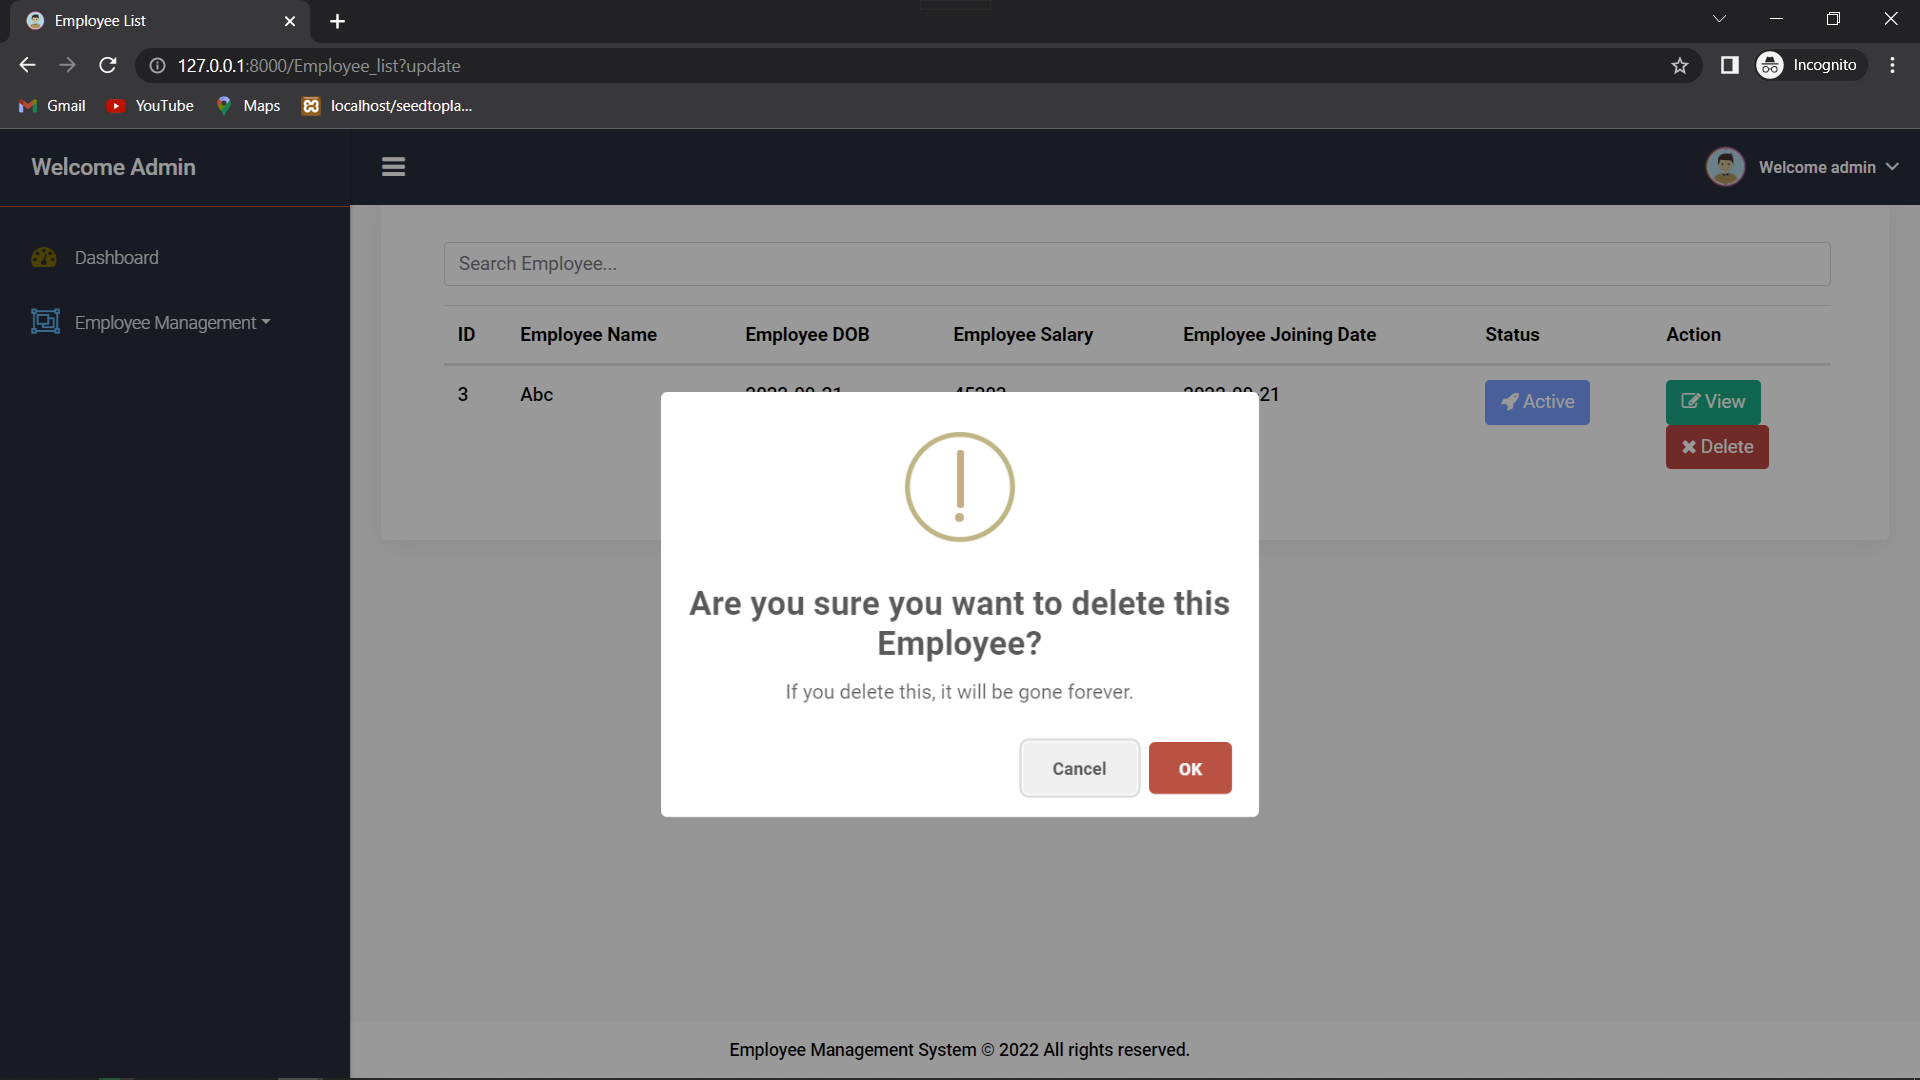 Employee List
127.0.0.1:8000/Employee_list?update
Incognito
Gmail YouTube Maps localhost/seedtopla...
Welcome Admin
Welcome admin
Dashboard
Employee Management
Search Employee...
ID Employee Name Employee DOB Employee Salary Employee Joining Date Status Action
3 Abc 21 Active View
Delete
Are you sure you want to delete this
Employee?
If you delete this, it will be gone forever.
Cancel OK
Employee Management System © 2022 All rights reserved.